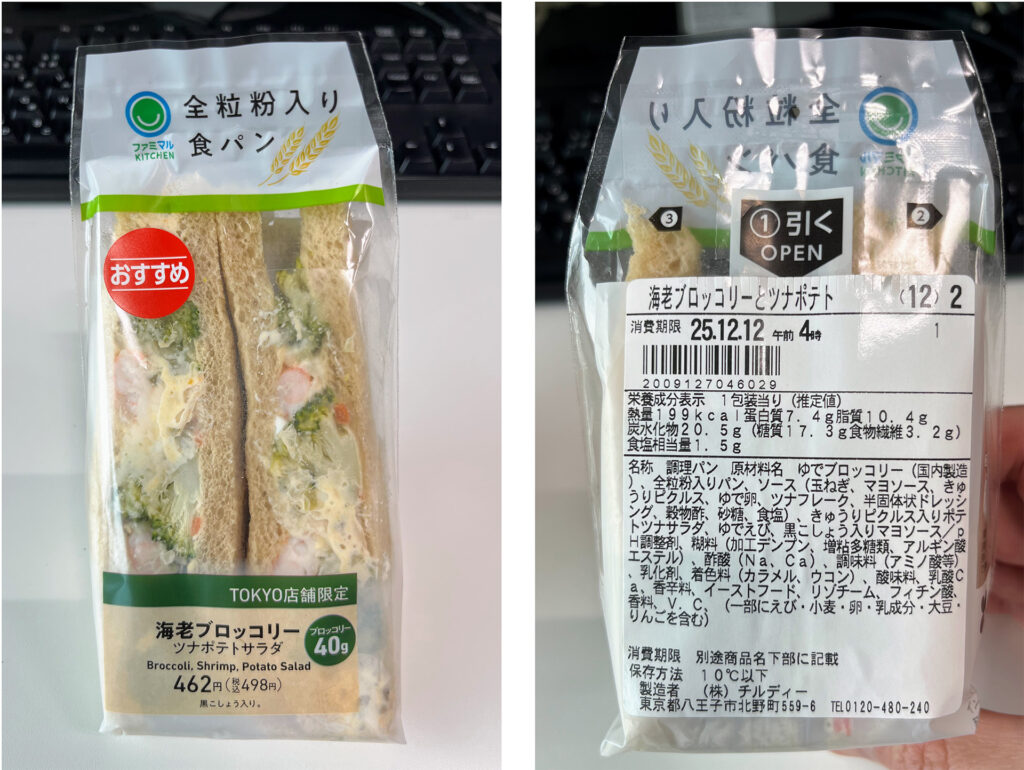 全粒粉入り
食パン
ファミマル
KITCHEN
おすすめ
TOKYO店舗限定
海老ブロッコリー
ツナポテトサラダ
ブロッコリー
40g
Broccoli, Shrimp, Potato Salad
462円(税込498円)
黒こしょう入り。
全粒粉入り
食パン
ファミマル
KITCHEN
③
①引く
OPEN
②
海老ブロッコリーとツナポテト (12) 2
消費期限 25.12.12 午前 4時 1
2009127046029
栄養成分表示 1包装当り(推定値)
熱量199kcal蛋白質7.4g脂質10.4g
炭水化物20.5g(糖質17.3g食物繊維3.2g)
食塩相当量1.5g
名称 調理パン 原材料名 ゆでブロッコリー(国内製造
)、全粒粉入りパン、ソース(玉ねぎ、マヨソース、きゅ
うりピクルス、ゆで卵、ツナフレーク、半固体状ドレッシ
ング、穀物酢、砂糖、食塩)、きゅうりピクルス入りポテ
トツナサラダ、ゆでえび、黒こしょう入りマヨソース/p
H調整剤、糊料(加工デンプン、増粘多糖類、アルギン酸
エステル)、酢酸(Na、Ca)、調味料(アミノ酸等)
、乳化剤、着色料(カラメル、ウコン)、酸味料、乳酸C
a、香辛料、イーストフード、リゾチーム、フィチン酸、
香料、V.C、(一部にえび・小麦・卵・乳成分・大豆・
りんごを含む)
消費期限 別途商品名下部に記載
保存方法 10℃以下
製造者 (株)チルディー
東京都八王子市北野町559-6 TEL0120-480-240